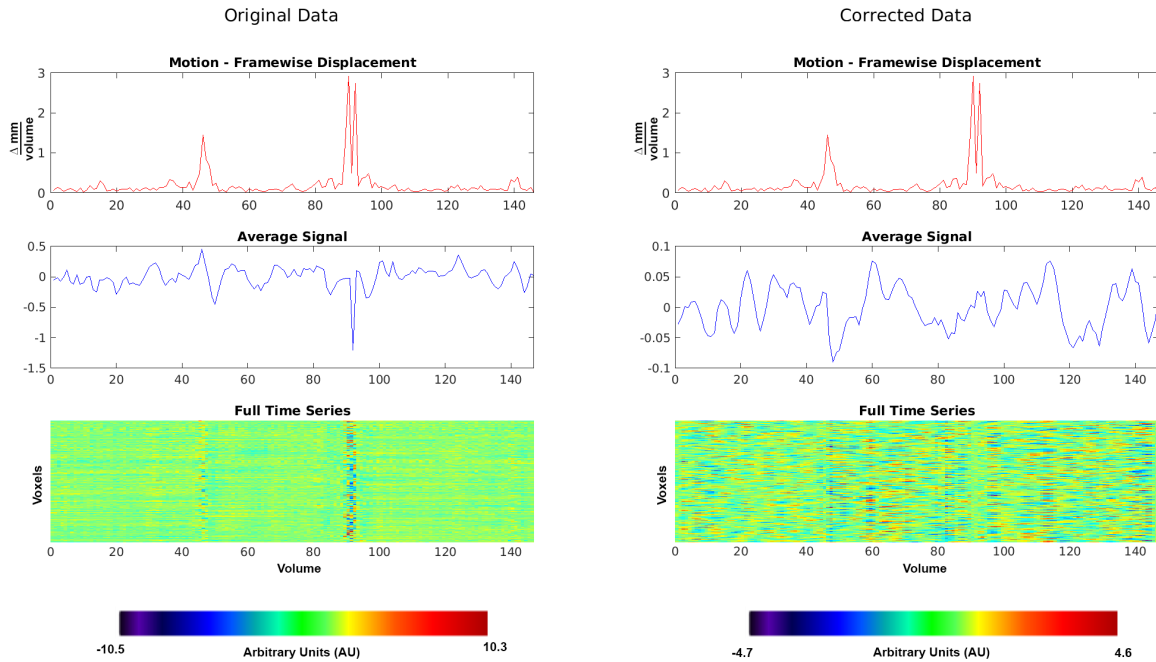 Original Data
Motion - Framewise Displacement
Δ mm
volume
3
2
1
0
0 20 40 60 80 100 120 140
Average Signal
0.5
0
-0.5
-1
-1.5
0 20 40 60 80 100 120 140
Full Time Series
Voxels
0 20 40 60 80 100 120 140
Volume
-10.5 Arbitrary Units (AU) 10.3
Corrected Data
Motion - Framewise Displacement
Δ mm
volume
3
2
1
0
0 20 40 60 80 100 120 140
Average Signal
0.1
0.05
0
-0.05
-0.1
0 20 40 60 80 100 120 140
Full Time Series
Voxels
0 20 40 60 80 100 120 140
Volume
-4.7 Arbitrary Units (AU) 4.6